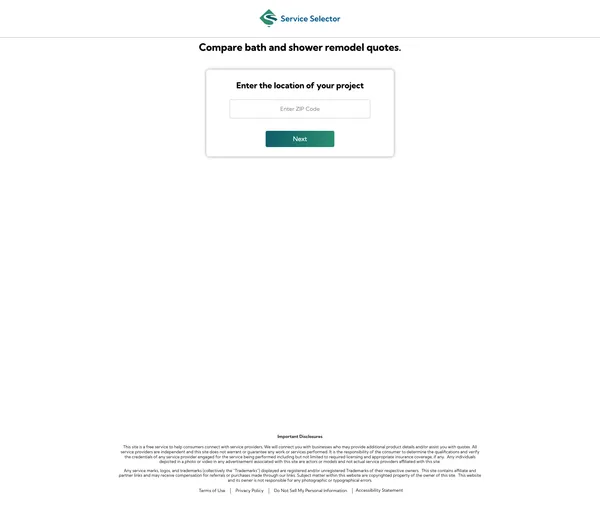 Service Selector
Compare bath and shower remodel quotes.
Enter the location of your project
Enter ZIP Code
Next
Important Disclosures
This site is a free service to help consumers connect with service providers. We will connect you with businesses who may provide additional product details and/or assist you with quotes. All
service providers are independent and this site does not warrant or guarantee any work or services performed. It is the responsibility of the consumer to determine the qualifications and verify
the credentials of any service provider engaged for the service being performed including but not limited to required licensing and appropriate insurance coverage, if any. Any individuals
depicted in a photo or video in any advertisement associated with this site are actors or models and not actual service providers affiliated with this site.
Any service marks, logos, and trademarks (collectively the "Trademarks") displayed are registered and/or unregistered Trademarks of their respective owners. This site contains affiliate and
partner links and may receive compensation for referrals or purchases made through our links. Subject matter within this website are copyrighted property of the owner of this site. This website
and its owner is not responsible for any photographic or typographical errors.
Terms of Use | Privacy Policy | Do Not Sell My Personal Information | Accessibility Statement